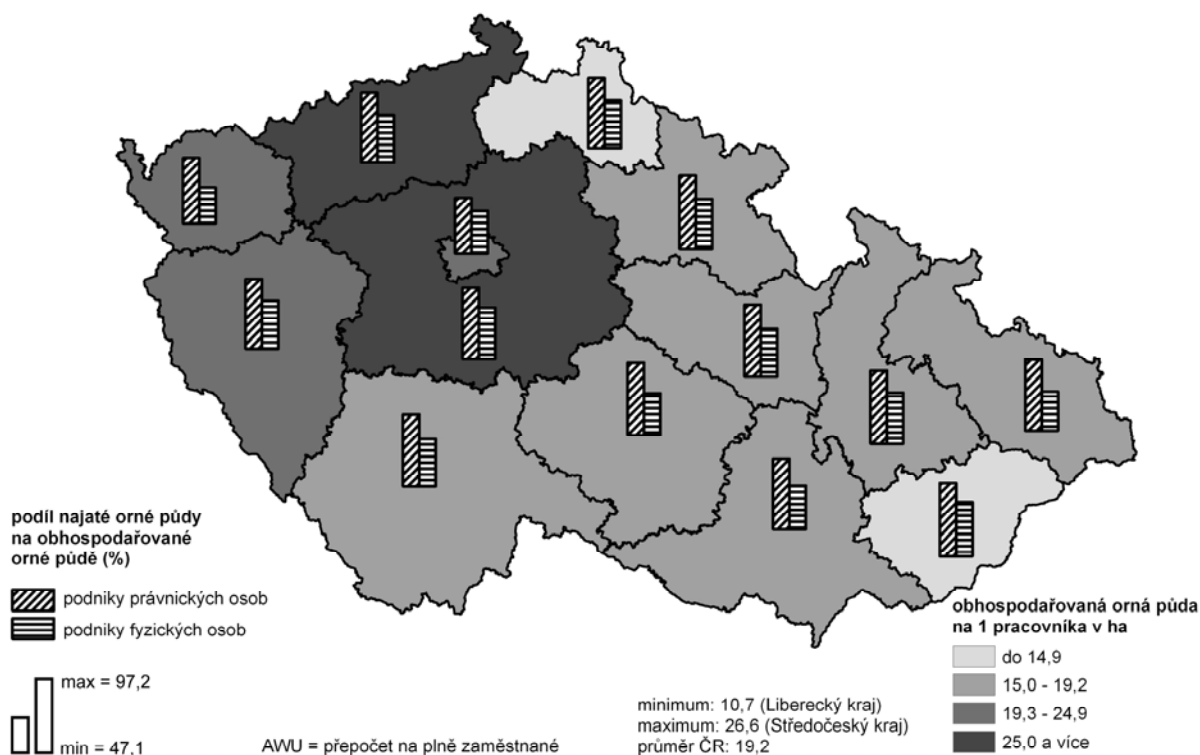 podíl najaté orné půdy
na obhospodařované
orné půdě (%)
podniky právnických osob
podniky fyzických osob
max = 97,2
min = 47,1
AWU = přepočet na plně zaměstnané
minimum: 10,7 (Liberecký kraj)
maximum: 26,6 (Středočeský kraj)
průměr ČR: 19,2
obhospodařovaná orná půda
na 1 pracovníka v ha
do 14,9
15,0 - 19,2
19,3 - 24,9
25,0 a více